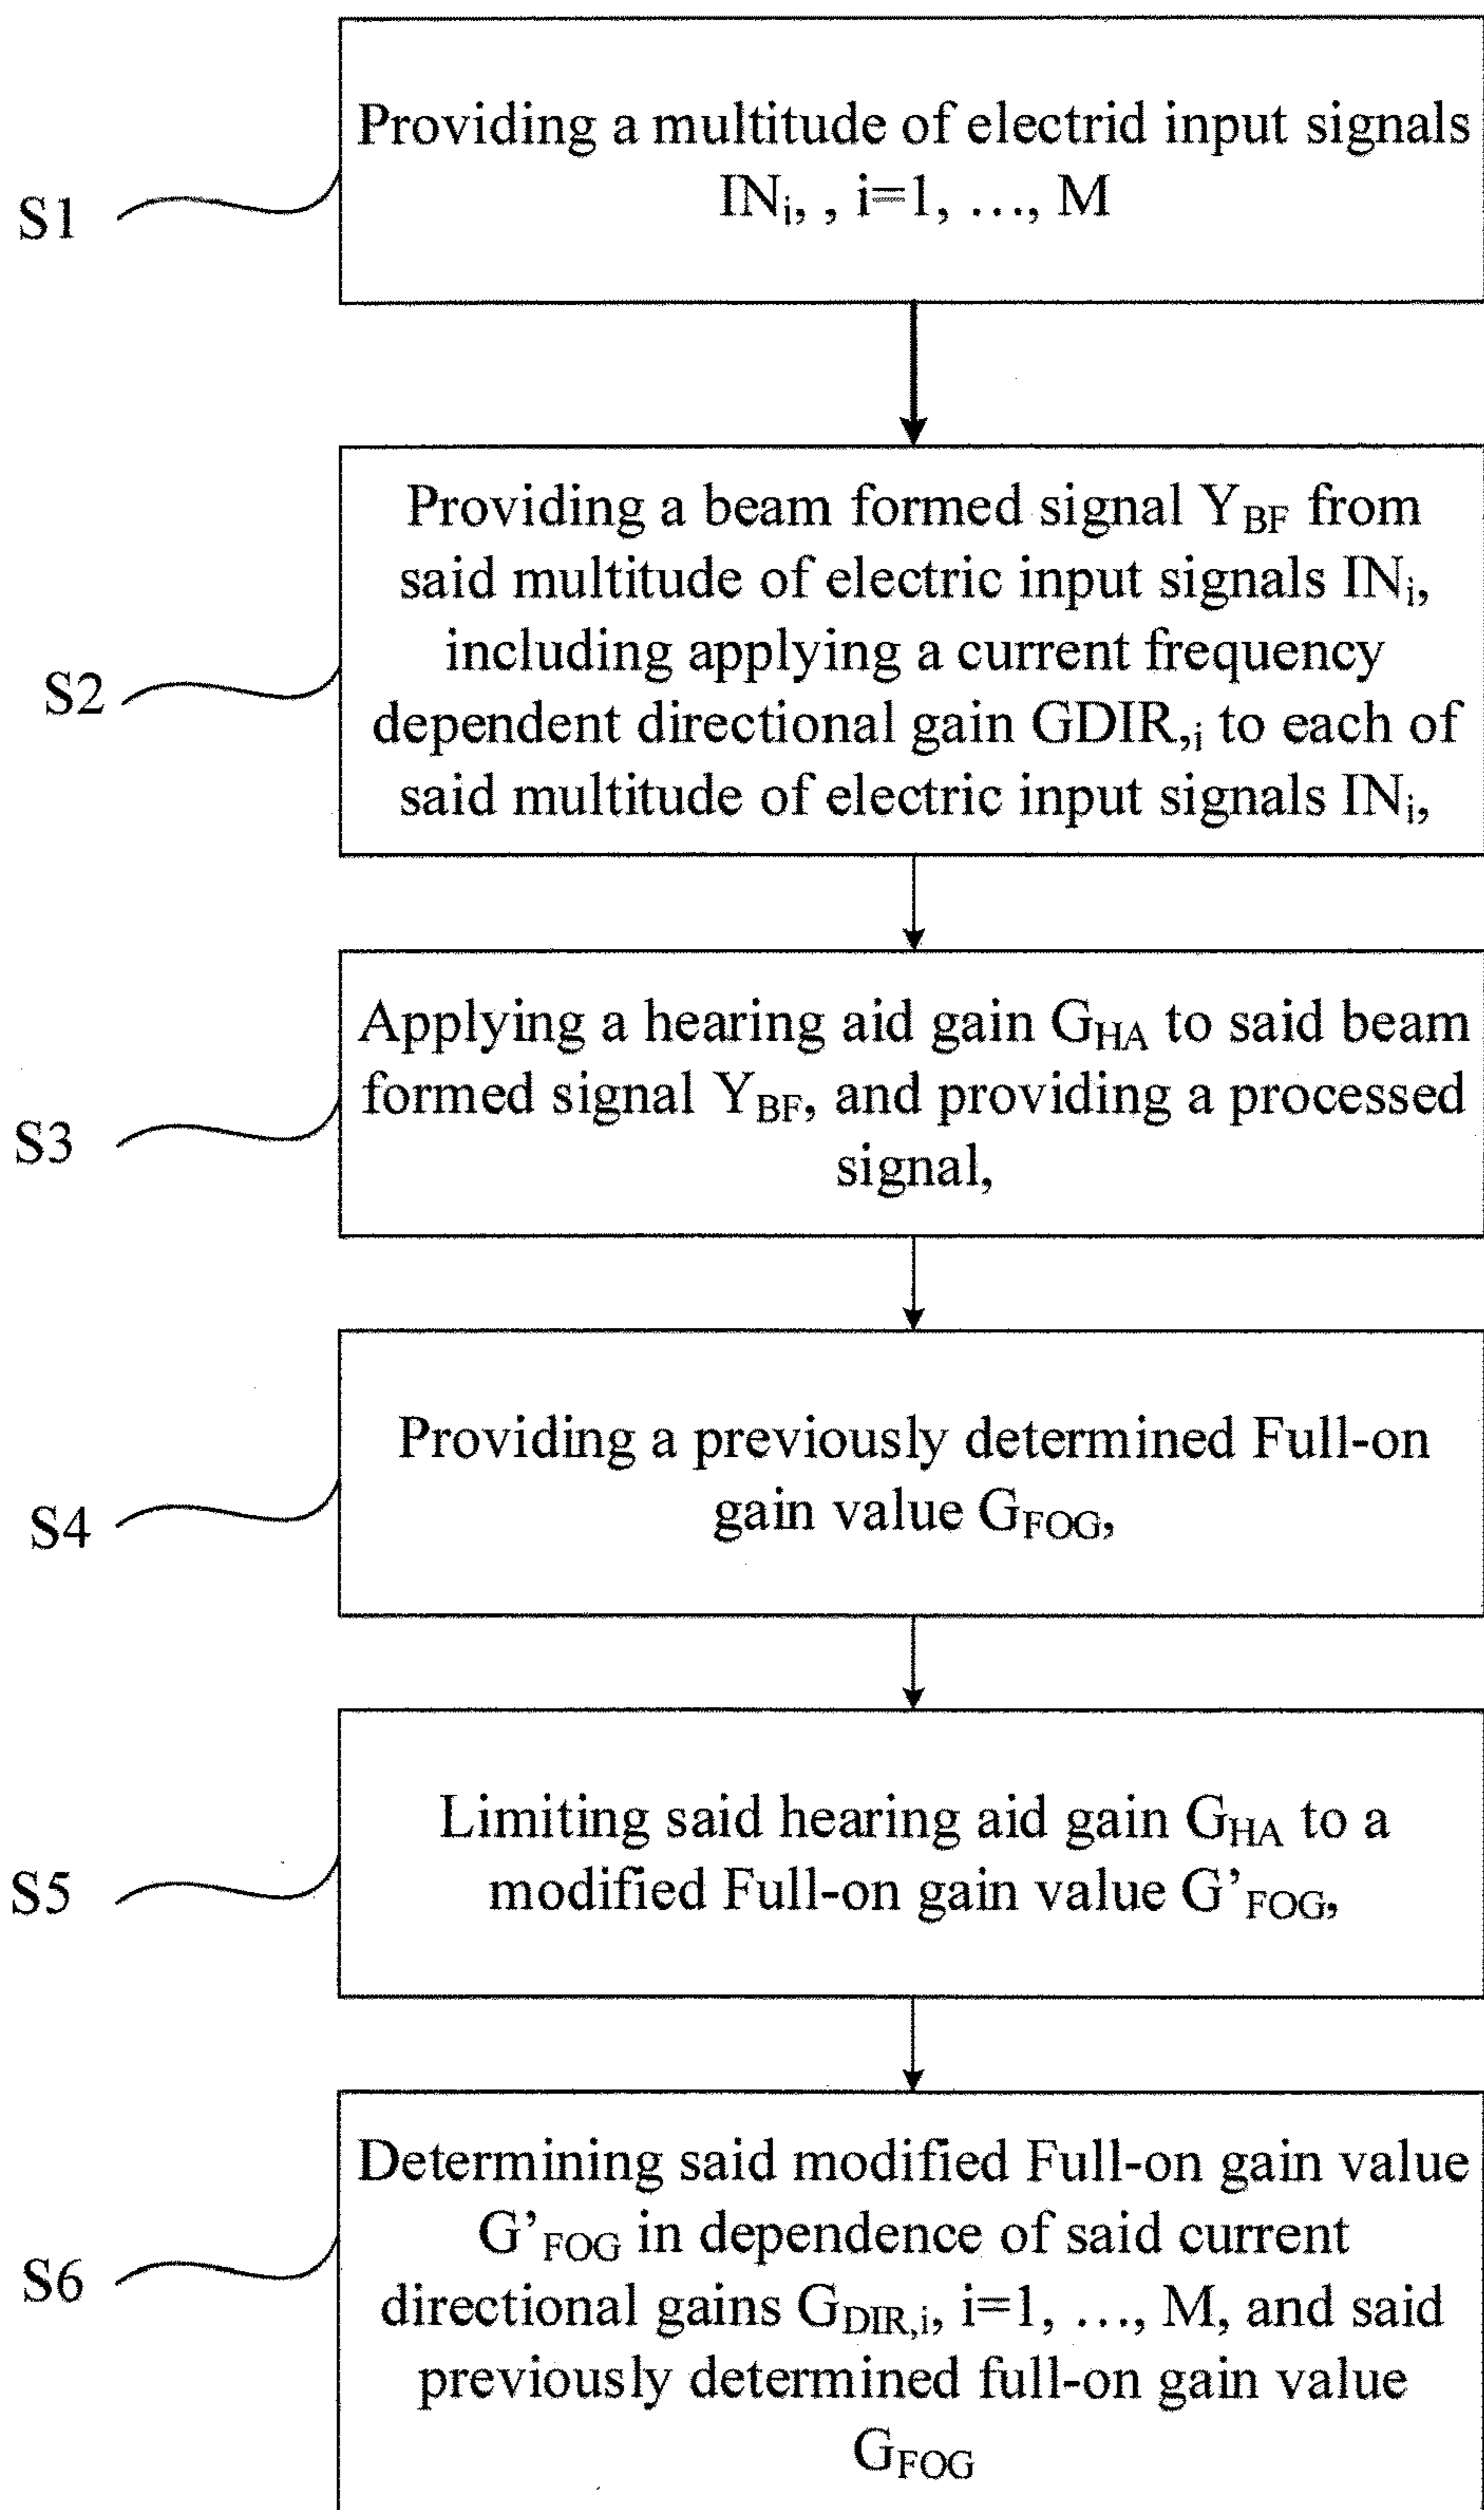 Providing a multitude of electrid input signals
INi, , i=1, ..., M
S1
Providing a beam formed signal YBF from
said multitude of electric input signals INi,
including applying a current frequency
dependent directional gain GDIR,i to each of
said multitude of electric input signals INi,
S2
Applying a hearing aid gain GHA to said beam
formed signal YBF, and providing a processed
signal,
S3
Providing a previously determined Full-on
gain value GFOG,
S4
Limiting said hearing aid gain GHA to a
modified Full-on gain value G’FOG,
S5
Determining said modified Full-on gain value
G’FOG in dependence of said current
directional gains GDIR,i, i=1, ..., M, and said
previously determined full-on gain value
GFOG
S6